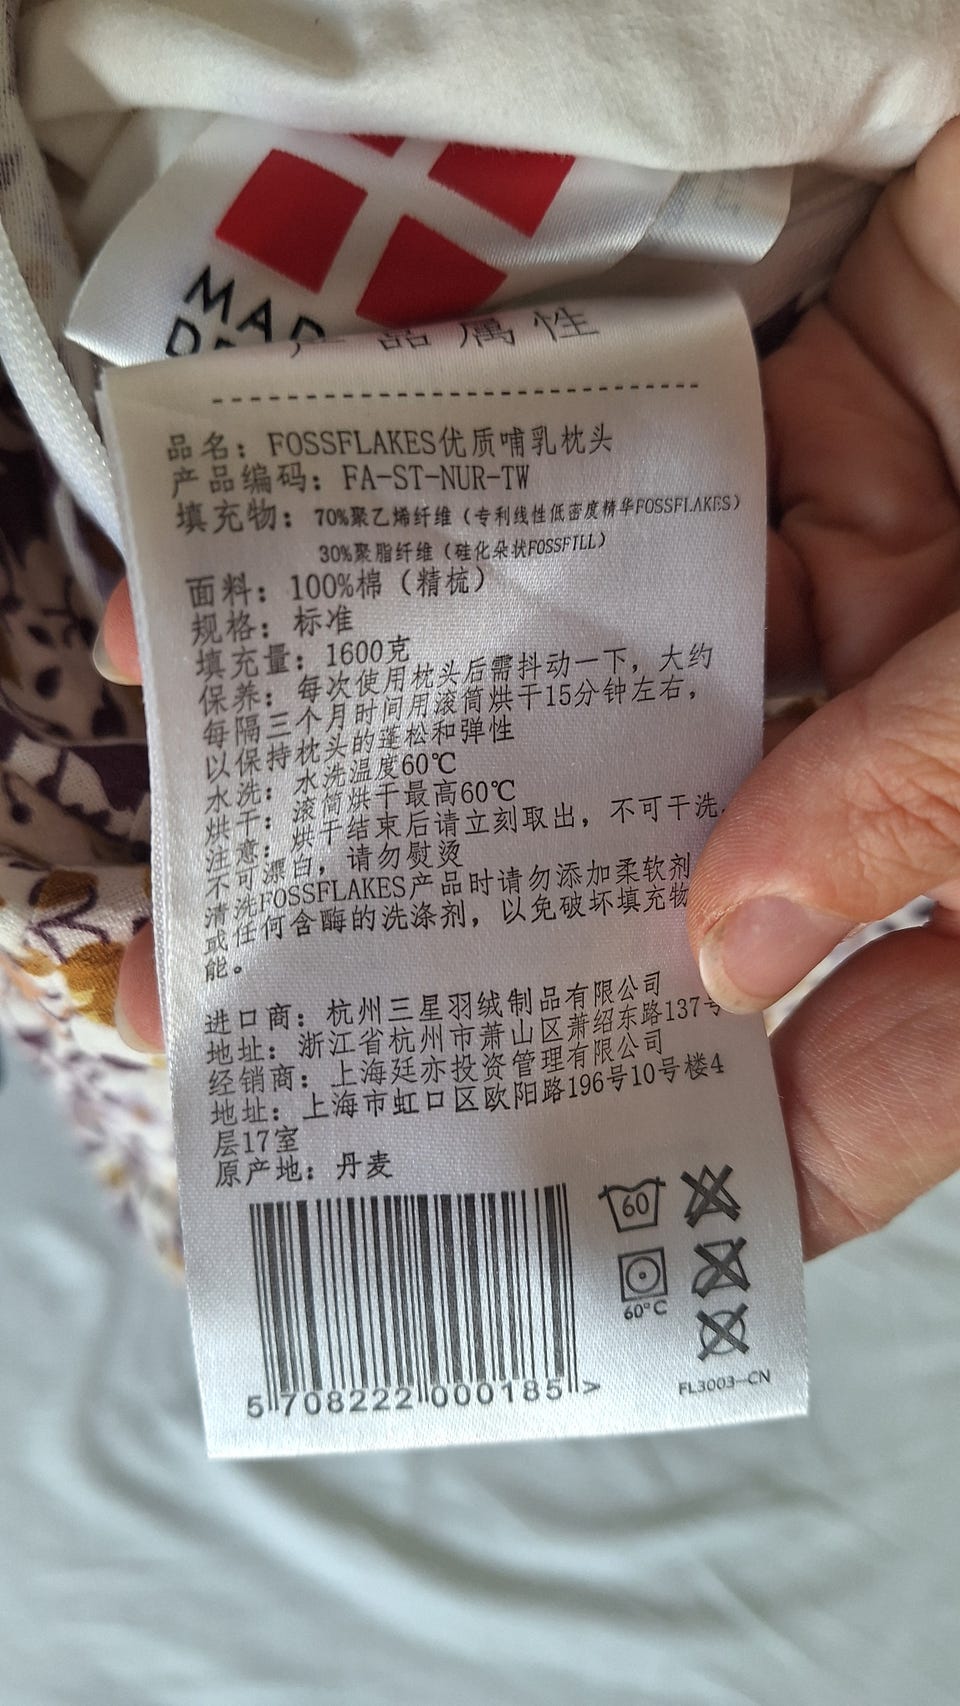 MAD
产品属性
品名：FOSSFLAKES优质哺乳枕头
产品编码：FA-ST-NUR-TW
填充物：70%聚乙烯纤维（专利线性低密度精华FOSSFLAKES）
30%聚脂纤维（硅化朵状FOSSFILL）
面料：100%棉（精梳）
规格：标准
填充量：1600克
保养：每次使用枕头后需抖动一下，大约
每隔三个月时间用滚筒烘干15分钟左右，
以保持枕头的蓬松和弹性
水洗：水洗温度60℃
烘干：滚筒烘干最高60℃
注意：烘干结束后请立刻取出，不可干洗，
不可漂白，请勿熨烫
清洗FOSSFLAKES产品时请勿添加柔软剂
或任何含酶的洗涤剂，以免破坏填充物
能。
进口商：杭州三星羽绒制品有限公司
地址：浙江省杭州市萧山区萧绍东路137号
经销商：上海廷亦投资管理有限公司
地址：上海市虹口区欧阳路196号10号楼4
层17室
原产地：丹麦
60
60°C
5 708222 000185 >
FL3003-CN